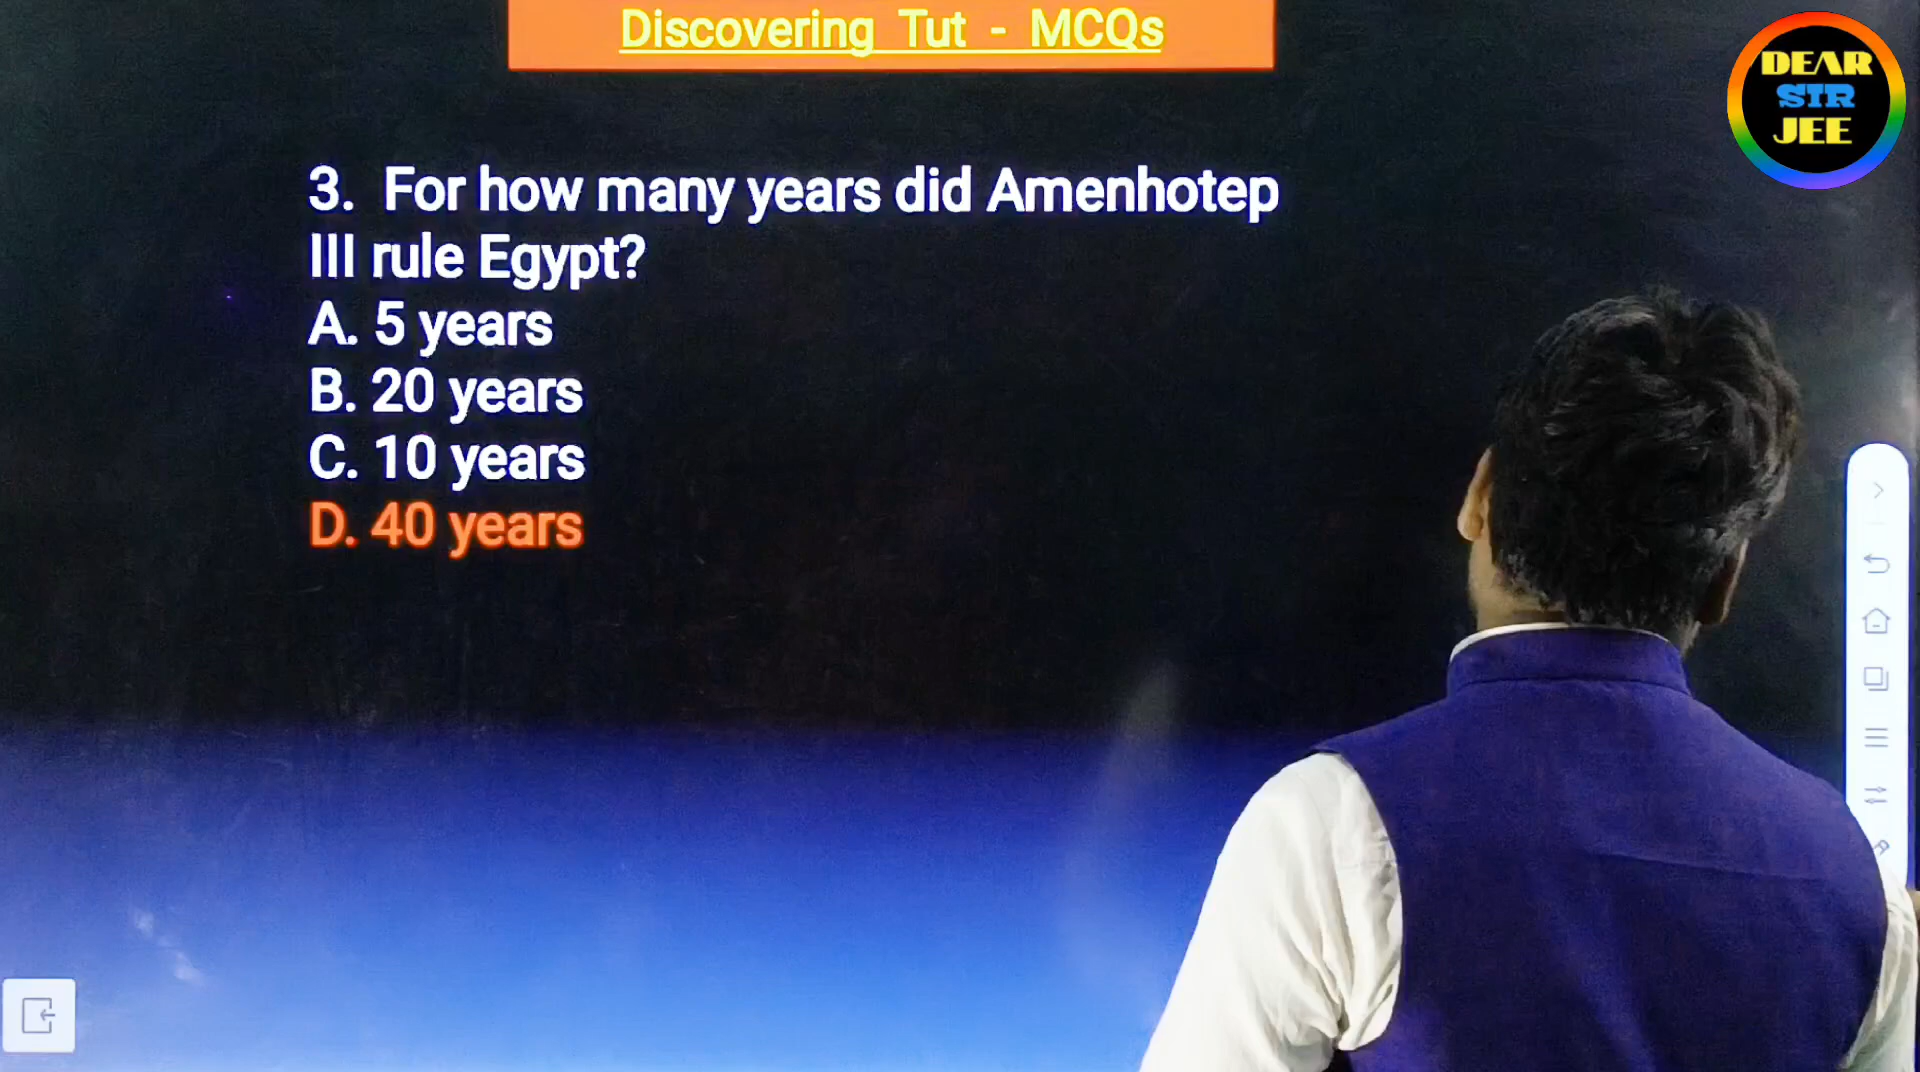 Discovering Tut - MCQs
DEAR
SIR
JEE
3. For how many years did Amenhotep
III rule Egypt?
A. 5 years
B. 20 years
C. 10 years
D. 40 years